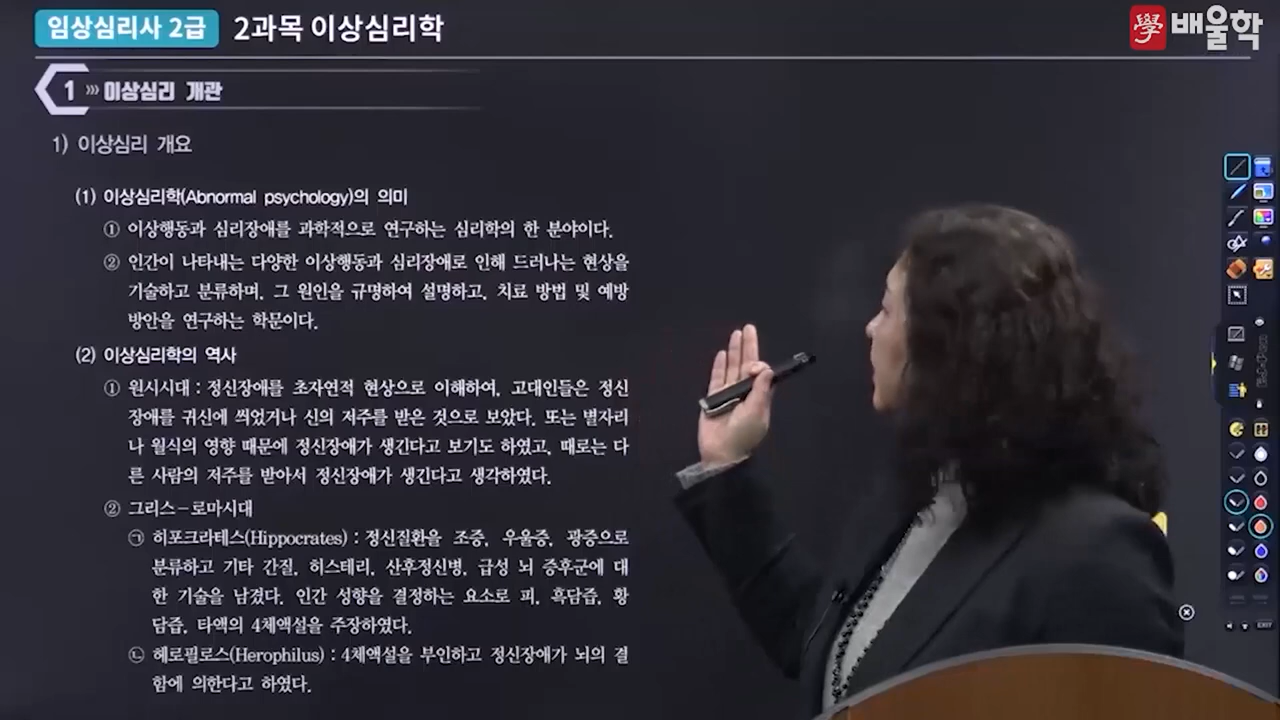 임상심리사 2급 2과목 이상심리학
學 배울학
1 »» 이상심리 개관
1) 이상심리 개요
(1) 이상심리학(Abnormal psychology)의 의미
① 이상행동과 심리장애를 과학적으로 연구하는 심리학의 한 분야이다.
② 인간이 나타내는 다양한 이상행동과 심리장애로 인해 드러나는 현상을
기술하고 분류하며, 그 원인을 규명하여 설명하고, 치료 방법 및 예방
방안을 연구하는 학문이다.
(2) 이상심리학의 역사
① 원시시대 : 정신장애를 초자연적 현상으로 이해하여, 고대인들은 정신
장애를 귀신에 씌었거나 신의 저주를 받은 것으로 보았다. 또는 별자리
나 월식의 영향 때문에 정신장애가 생긴다고 보기도 하였고, 때로는 다
른 사람의 저주를 받아서 정신장애가 생긴다고 생각하였다.
② 그리스-로마시대
㉠ 히포크라테스(Hippocrates) : 정신질환을 조증, 우울증, 광증으로
분류하고 기타 간질, 히스테리, 산후정신병, 급성 뇌 증후군에 대
한 기술을 남겼다. 인간 성향을 결정하는 요소로 피, 흑담즙, 황
담즙, 타액의 4체액설을 주장하였다.
㉡ 헤로필로스(Herophilus) : 4체액설을 부인하고 정신장애가 뇌의 결
함에 의한다고 하였다.
EXIT